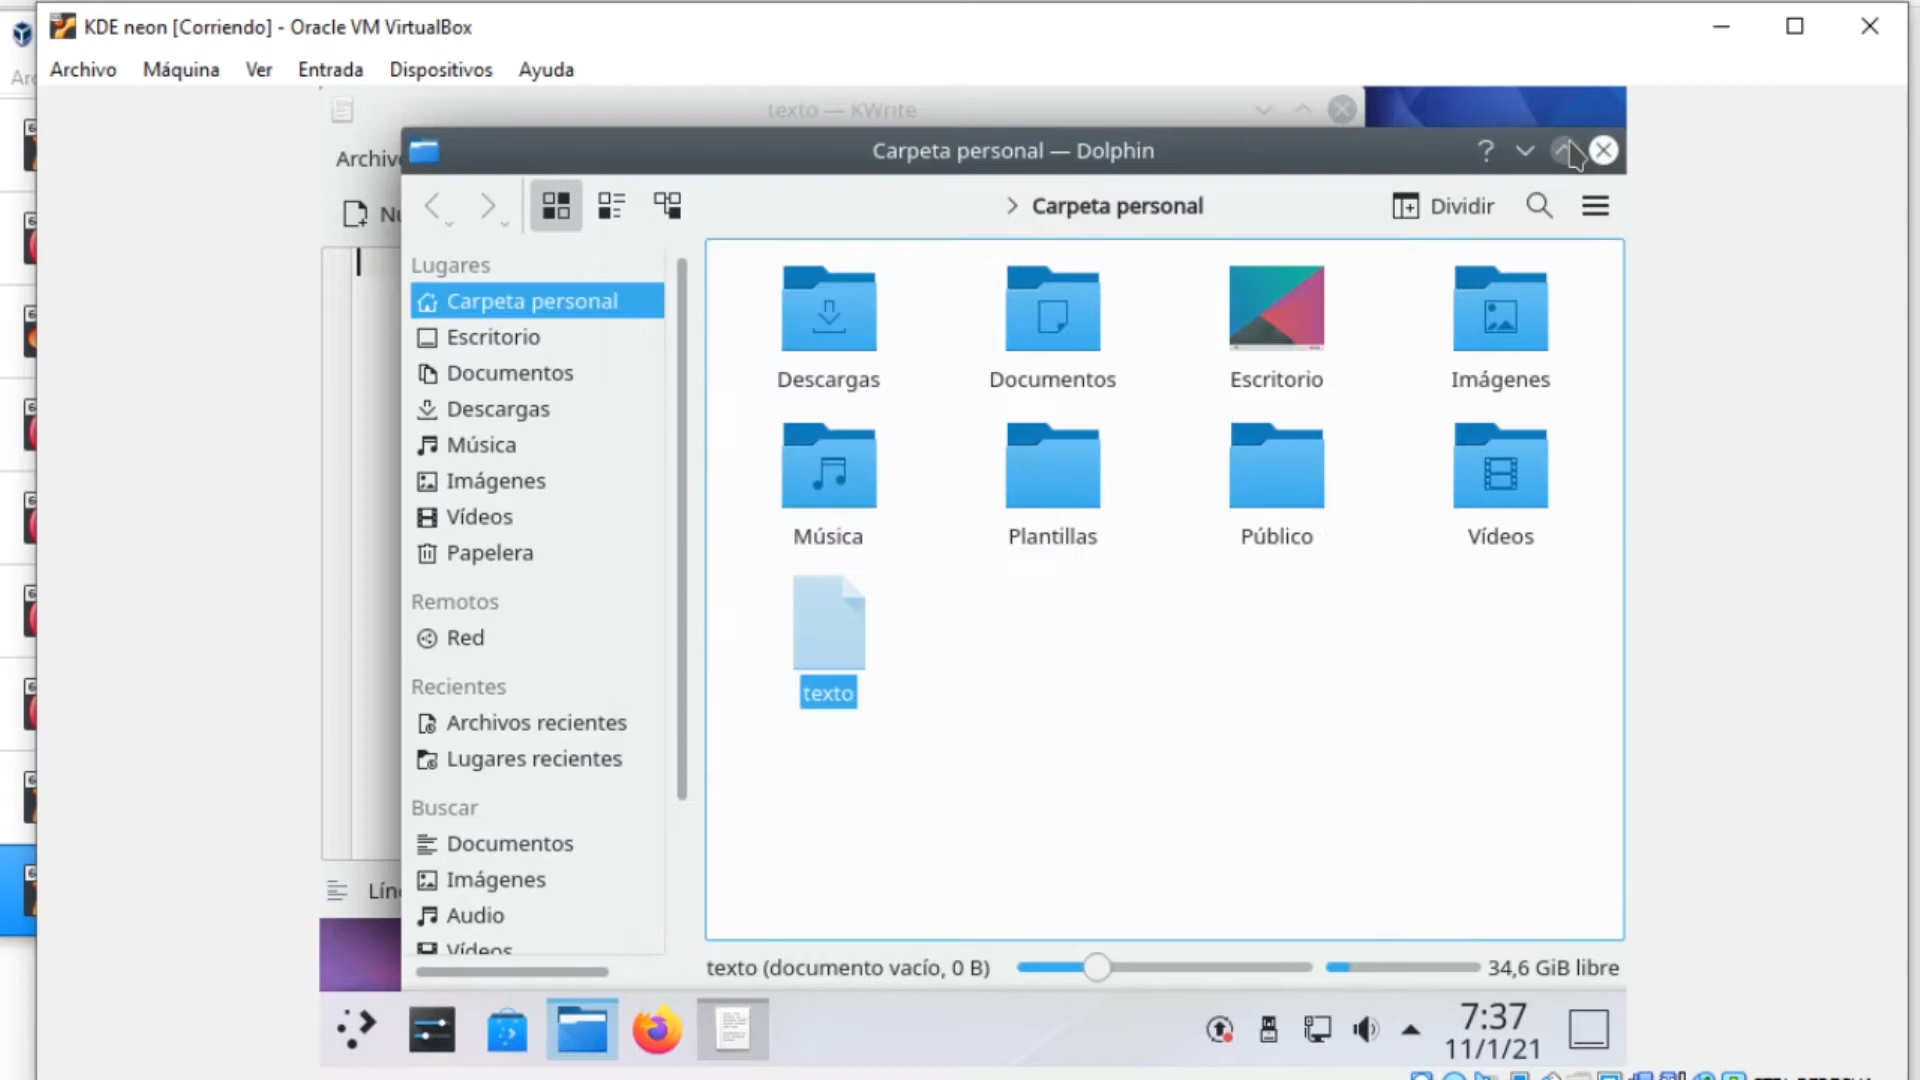 KDE neon [Corriendo] - Oracle VM VirtualBox
Archivo Máquina Ver Entrada Dispositivos Ayuda
texto — KWrite
Carpeta personal — Dolphin
Carpeta personal
Dividir
Lugares
Carpeta personal
Escritorio
Documentos
Descargas
Música
Imágenes
Vídeos
Papelera
Remotos
Red
Recientes
Archivos recientes
Lugares recientes
Buscar
Documentos
Imágenes
Audio
Vídeos
Descargas Documentos Escritorio Imágenes
Música Plantillas Público Vídeos
texto
texto (documento vacío, 0 B)
34,6 GiB libre
7:37
11/1/21